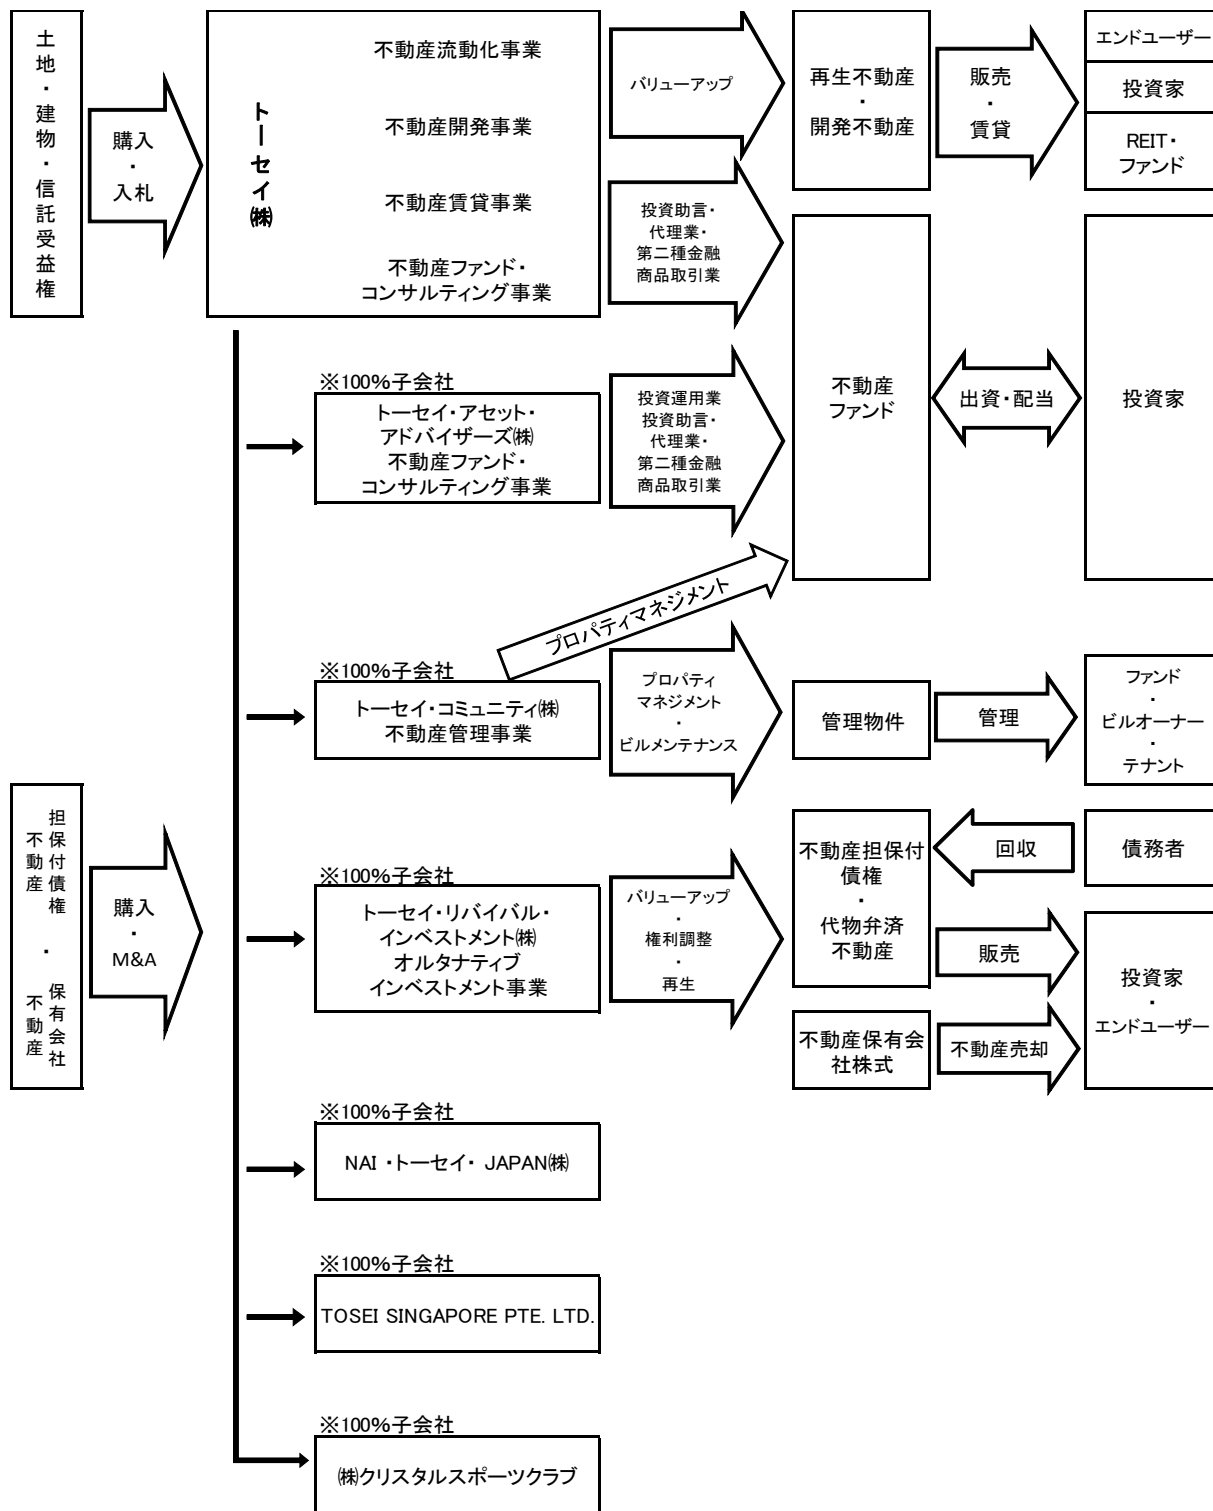 土地・建物・信託受益権
購入
・
入札
トーセイ㈱
不動産流動化事業
不動産開発事業
不動産賃貸事業
不動産ファンド・
コンサルティング事業
バリューアップ
再生不動産
・
開発不動産
販売
・
賃貸
エンドユーザー
投資家
REIT・
ファンド
投資助言・
代理業・
第二種金融
商品取引業
※100%子会社
トーセイ・アセット・
アドバイザーズ㈱
不動産ファンド・
コンサルティング事業
投資運用業
投資助言・
代理業・
第二種金融
商品取引業
不動産
ファンド
出資・配当
投資家
プロパティマネジメント
※100%子会社
トーセイ・コミュニティ㈱
不動産管理事業
プロパティ
マネジメント
・
ビルメンテナンス
管理物件
管理
ファンド
・
ビルオーナー
・
テナント
不動産
担保付債権
・
不動産
保有会社
購入
・
M&A
※100%子会社
トーセイ・リバイバル・
インベストメント㈱
オルタナティブ
インベストメント事業
バリューアップ
・
権利調整
・
再生
不動産担保付
債権
・
代物弁済
不動産
回収
債務者
販売
投資家
・
エンドユーザー
不動産保有会
社株式
不動産売却
※100%子会社
NAI ・トーセイ・ JAPAN㈱
※100%子会社
TOSEI SINGAPORE PTE. LTD.
※100%子会社
㈱クリスタルスポーツクラブ